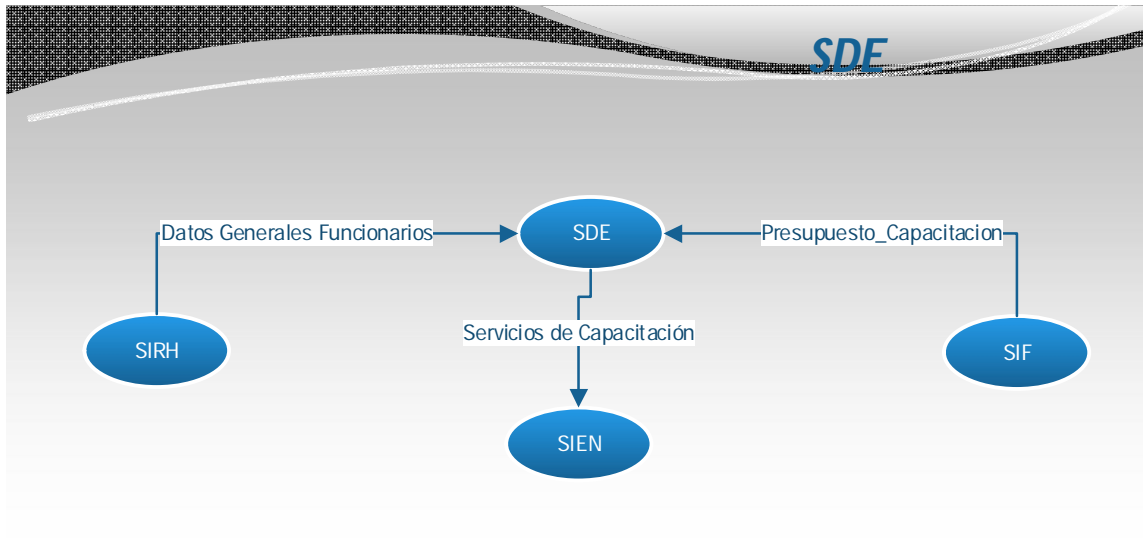 SDE
Datos Generales Funcionarios
SDE
Presupuesto_Capacitacion
Servicios de Capacitación
SIRH
SIF
SIEN